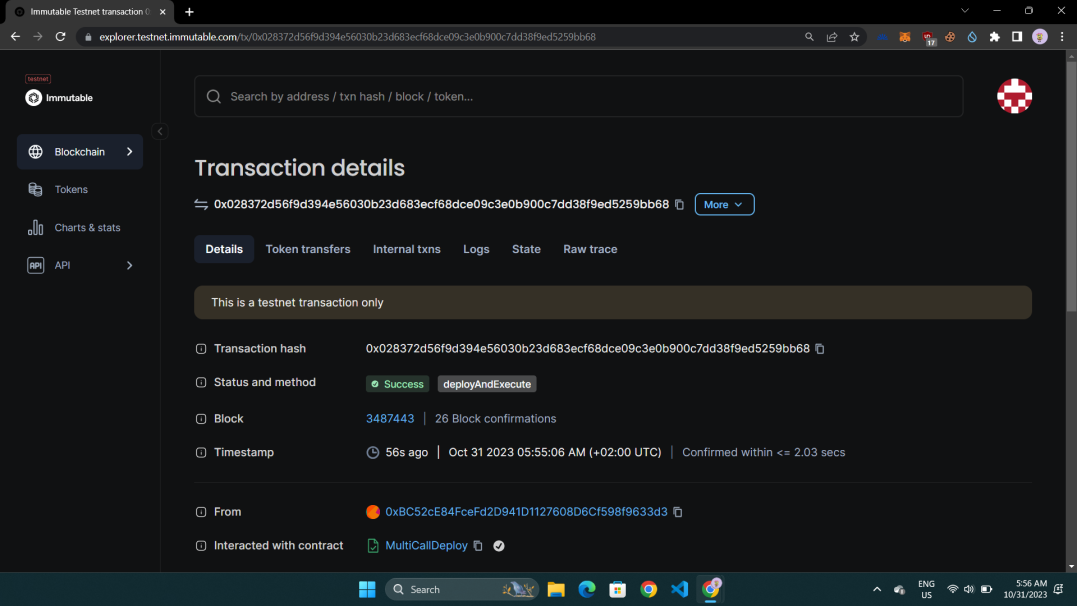 Immutable Testnet transaction 0
explorer.testnet.immutable.com/tx/0x028372d56f9d394e56030b23d683ecf68dce09c3e0b900c7dd38f9ed5259bb68
17
testnet
Immutable
Search by address / txn hash / block / token...
Blockchain
Tokens
Charts & stats
API API
Transaction details
0x028372d56f9d394e56030b23d683ecf68dce09c3e0b900c7dd38f9ed5259bb68 More
Details Token transfers Internal txns Logs State Raw trace
This is a testnet transaction only
Transaction hash 0x028372d56f9d394e56030b23d683ecf68dce09c3e0b900c7dd38f9ed5259bb68
Status and method Success deployAndExecute
Block 3487443 | 26 Block confirmations
Timestamp 56s ago | Oct 31 2023 05:55:06 AM (+02:00 UTC) | Confirmed within <= 2.03 secs
From 0xBC52cE84FceFd2D941D1127608D6Cf598f9633d3
Interacted with contract MultiCallDeploy
Search
ENG
US
5:56 AM
10/31/2023